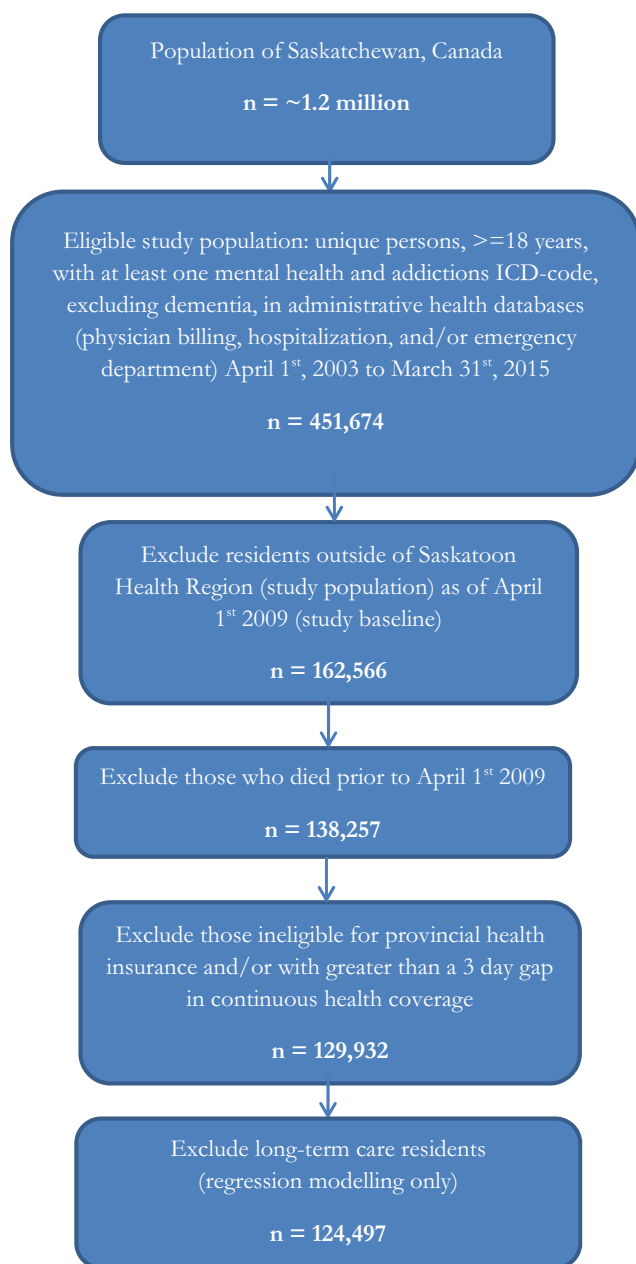 Population of Saskatchewan, Canada
n = ~1.2 million
Eligible study population: unique persons, >=18 years,
with at least one mental health and addictions ICD-code,
excluding dementia, in administrative health databases
(physician billing, hospitalization, and/or emergency
department) April 1st, 2003 to March 31st, 2015
n = 451,674
Exclude residents outside of Saskatoon
Health Region (study population) as of April
1st 2009 (study baseline)
n = 162,566
Exclude those who died prior to April 1st 2009
n = 138,257
Exclude those ineligible for provincial health
insurance and/or with greater than a 3 day gap
in continuous health coverage
n = 129,932
Exclude long-term care residents
(regression modelling only)
n = 124,497